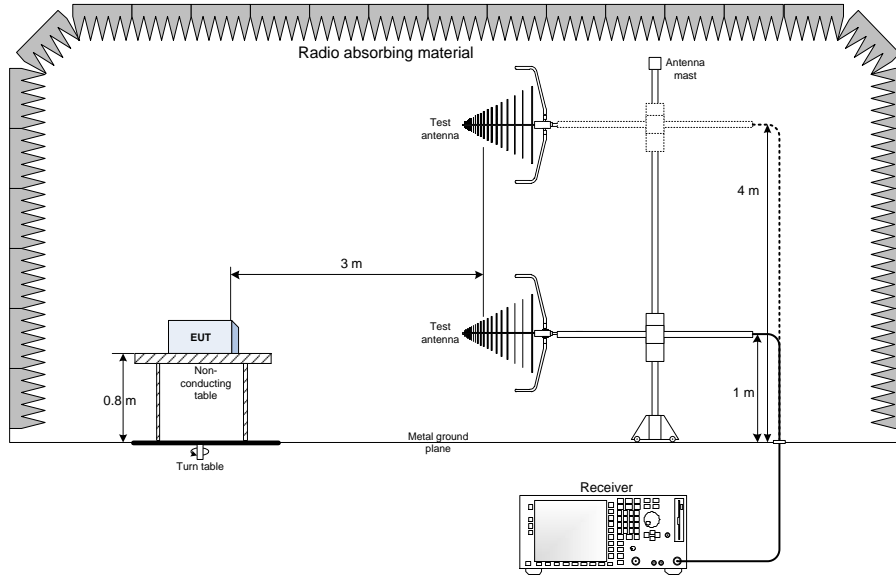 Radio absorbing material
Antenna
mast
Test
antenna
4 m
3 m
EUT
Test
antenna
Non-
conducting
table
0.8 m
1 m
Metal ground
plane
Turn table
Receiver